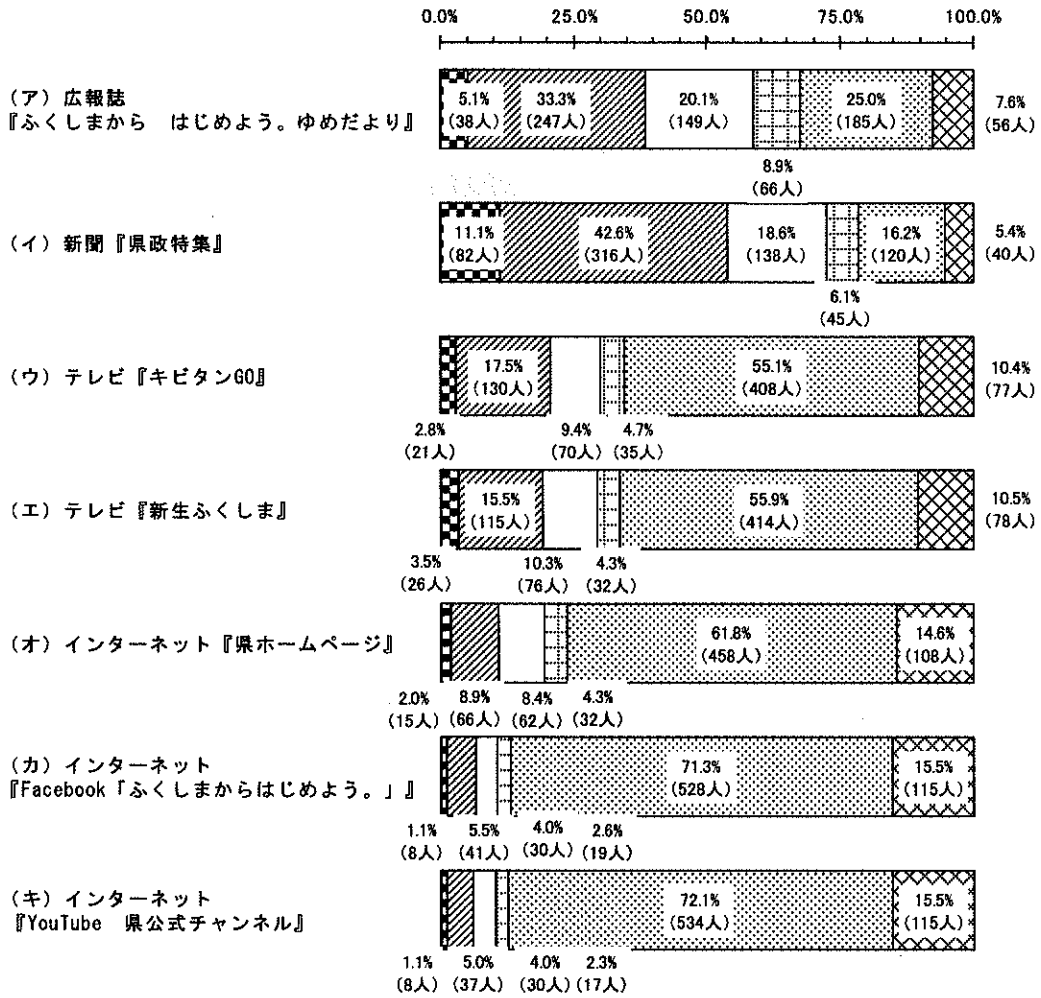 0.0% 25.0% 50.0% 75.0% 100.0%
(ア) 広報誌
『ふくしまから はじめよう。ゆめだより』
5.1% 33.3% 20.1% 25.0% 7.6%
(38人) (247人) (149人) (185人) (56人)
8.9%
(66人)
(イ) 新聞『県政特集』
11.1% 42.6% 18.6% 16.2% 5.4%
(82人) (316人) (138人) (120人) (40人)
6.1%
(45人)
(ウ) テレビ『キビタンGO』
17.5% 55.1% 10.4%
(130人) (408人) (77人)
2.8% 9.4% 4.7%
(21人) (70人) (35人)
(エ) テレビ『新生ふくしま』
15.5% 55.9% 10.5%
(115人) (414人) (78人)
3.5% 10.3% 4.3%
(26人) (76人) (32人)
(オ) インターネット『県ホームページ』
61.8% 14.6%
(458人) (108人)
2.0% 8.9% 8.4% 4.3%
(15人) (66人) (62人) (32人)
(カ) インターネット
『Facebook「ふくしまからはじめよう。」』
71.3% 15.5%
(528人) (115人)
1.1% 5.5% 4.0% 2.6%
(8人) (41人) (30人) (19人)
(キ) インターネット
『YouTube 県公式チャンネル』
72.1% 15.5%
(534人) (115人)
1.1% 5.0% 4.0% 2.3%
(8人) (37人) (30人) (17人)